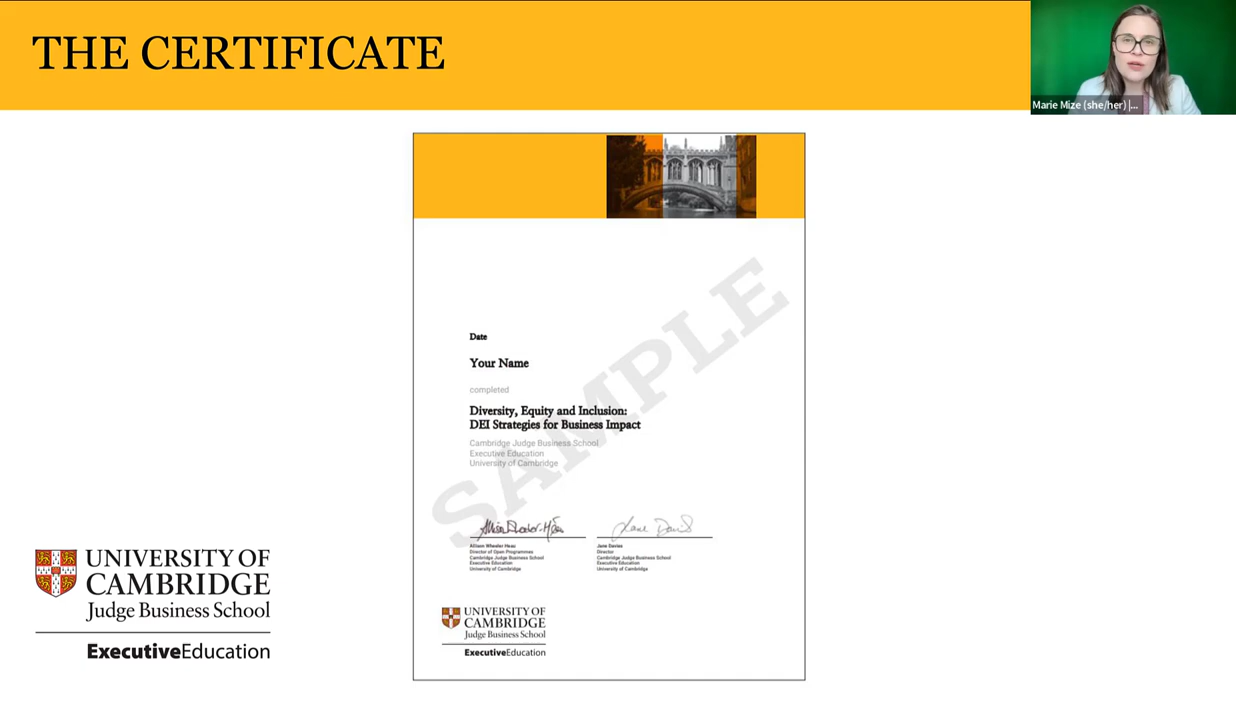 THE CERTIFICATE
Marie Mize (she/her) |...
SAMPLE
Date
Your Name
completed
Diversity, Equity and Inclusion:
DEI Strategies for Business Impact
Cambridge Judge Business School
Executive Education
University of Cambridge
Allison Wheeler Heau
Director of Open Programmes
Cambridge Judge Business School
Executive Education
University of Cambridge
Jane Davies
Director
Cambridge Judge Business School
Executive Education
University of Cambridge
UNIVERSITY OF
CAMBRIDGE
Judge Business School
ExecutiveEducation
UNIVERSITY OF
CAMBRIDGE
Judge Business School
ExecutiveEducation